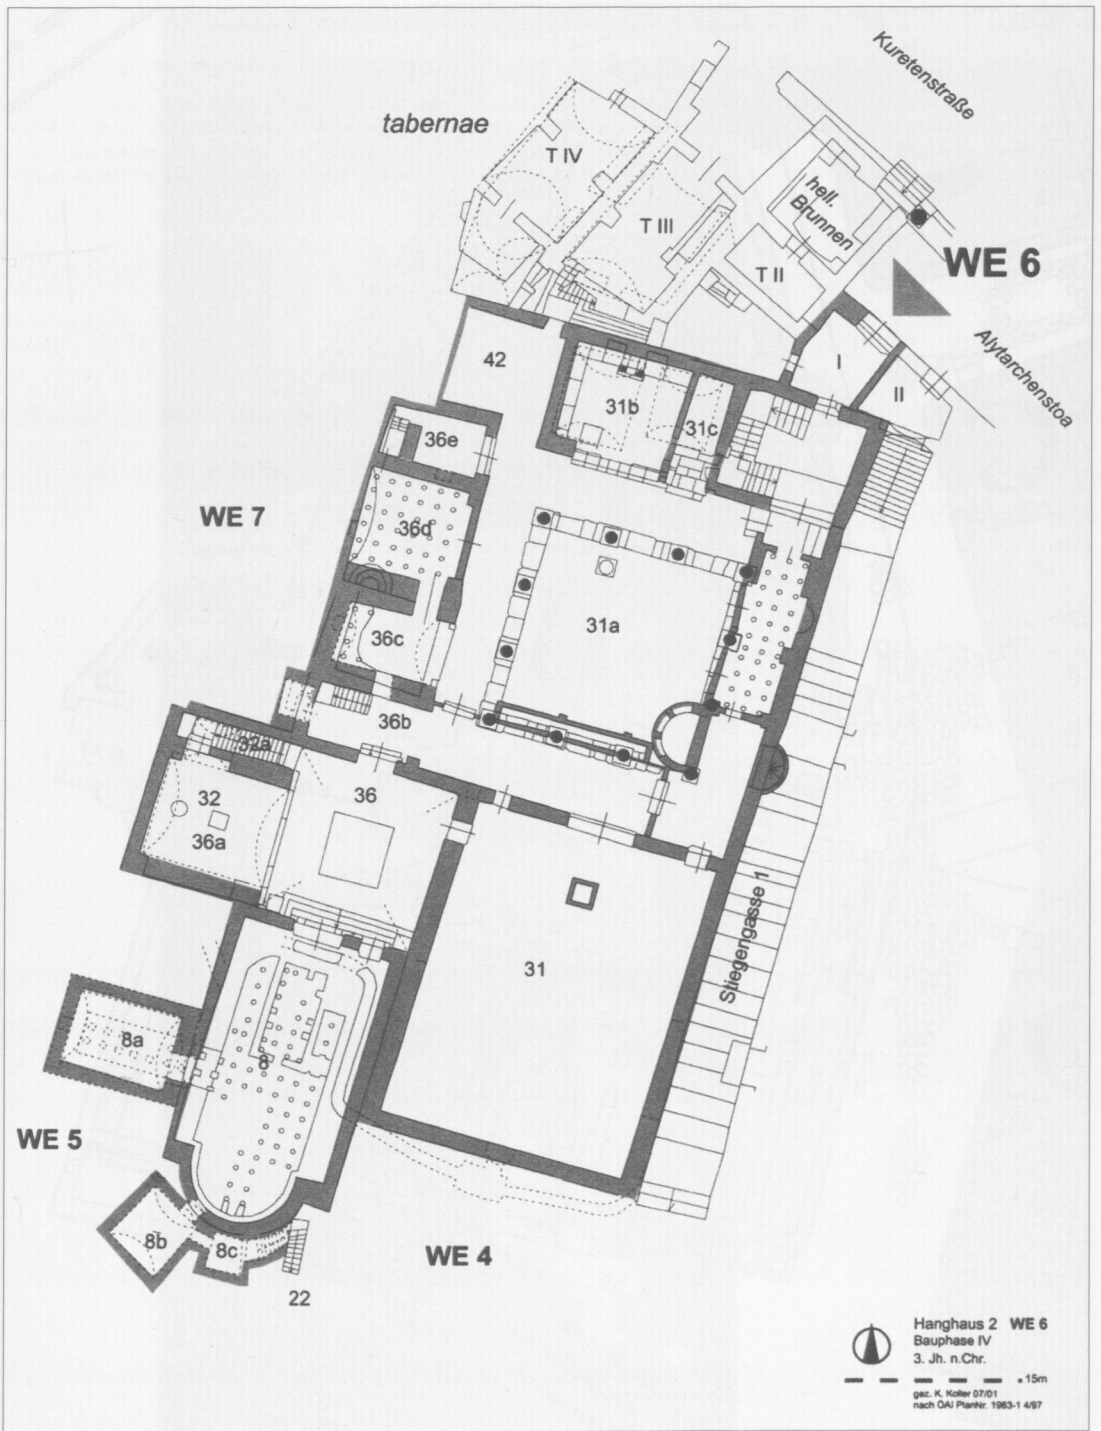 Kuretenstraße
tabernae
T IV
hell.
Brunnen
T III
T II
WE 6
Alytarchenstoa
I
II
42
31b
31c
36e
WE 7
36d
31a
36c
36b
32a
32
36
36a
Stiegengasse 1
31
8a
8
WE 5
8b
8c
WE 4
22
Hanghaus 2 WE 6
Bauphase IV
3. Jh. n.Chr.
15m
gez. K. Koller 07/01
nach ÖAI PlanNr. 1963-1 4/97